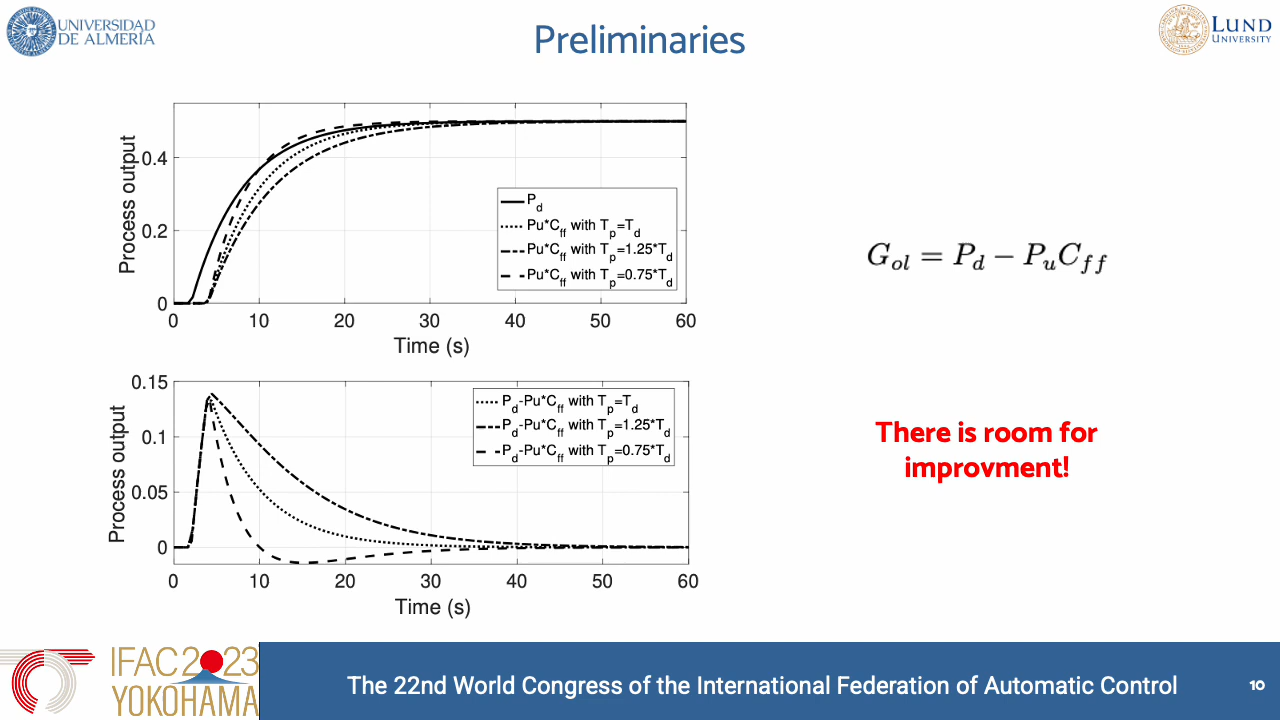 UNIVERSIDAD
DE ALMERÍA
Preliminaries
LUND
UNIVERSITY
Process output
0.4
0.2
0
0 10 20 30 40 50 60
Time (s)
P_d
Pu*C_ff with T_p=T_d
Pu*C_ff with T_p=1.25*T_d
Pu*C_ff with T_p=0.75*T_d
G_ol = P_d − P_u C_ff
Process output
0.15
0.1
0.05
0
0 10 20 30 40 50 60
Time (s)
P_d-Pu*C_ff with T_p=T_d
P_d-Pu*C_ff with T_p=1.25*T_d
P_d-Pu*C_ff with T_p=0.75*T_d
There is room for
improvment!
IFAC 2023
YOKOHAMA
The 22nd World Congress of the International Federation of Automatic Control
10